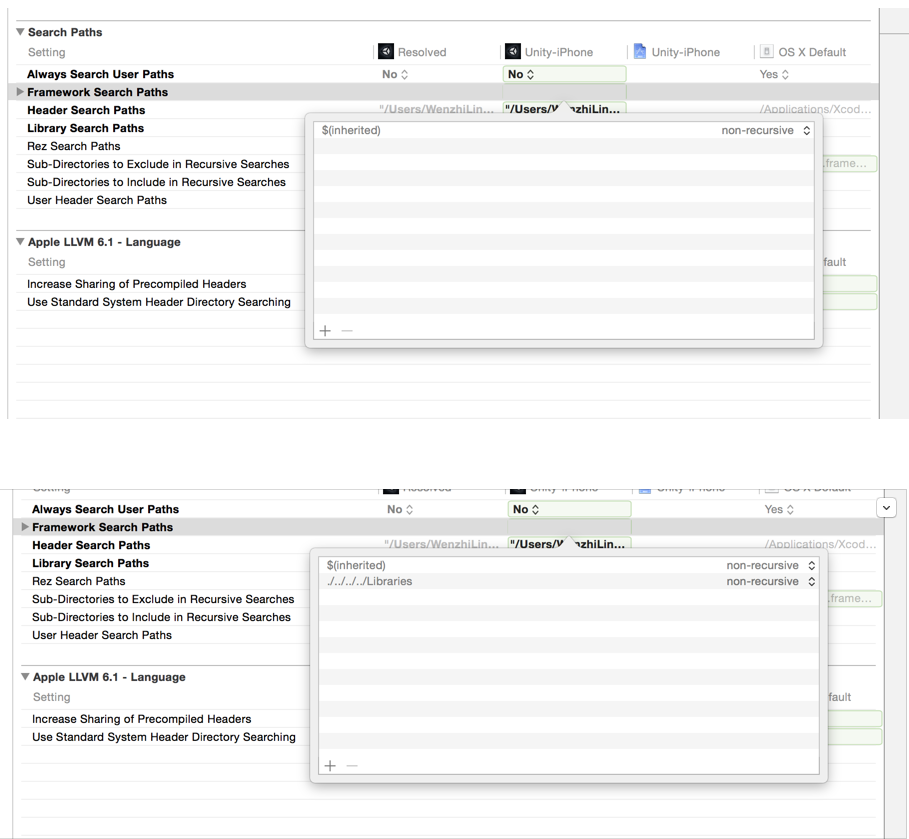 Search Paths
Setting Resolved Unity-iPhone Unity-iPhone OS X Default
Always Search User Paths No No Yes
Framework Search Paths
Header Search Paths "/Users/WenzhiLin... "/Users/W nzhiLin... /Applications/Xcod...
Library Search Paths
$(inherited) non-recursive
Rez Search Paths
Sub-Directories to Exclude in Recursive Searches .frame...
Sub-Directories to Include in Recursive Searches
User Header Search Paths
Apple LLVM 6.1 - Language
Setting fault
Increase Sharing of Precompiled Headers
Use Standard System Header Directory Searching
Setting Resolved Unity-iPhone Unity-iPhone OS X Default
Always Search User Paths No No Yes
Framework Search Paths
Header Search Paths "/Users/WenzhiLin... "/Users/W nzhiLin... /Applications/Xcod...
Library Search Paths
$(inherited) non-recursive
Rez Search Paths
./../../../Libraries non-recursive
Sub-Directories to Exclude in Recursive Searches .frame...
Sub-Directories to Include in Recursive Searches
User Header Search Paths
Apple LLVM 6.1 - Language
Setting fault
Increase Sharing of Precompiled Headers
Use Standard System Header Directory Searching